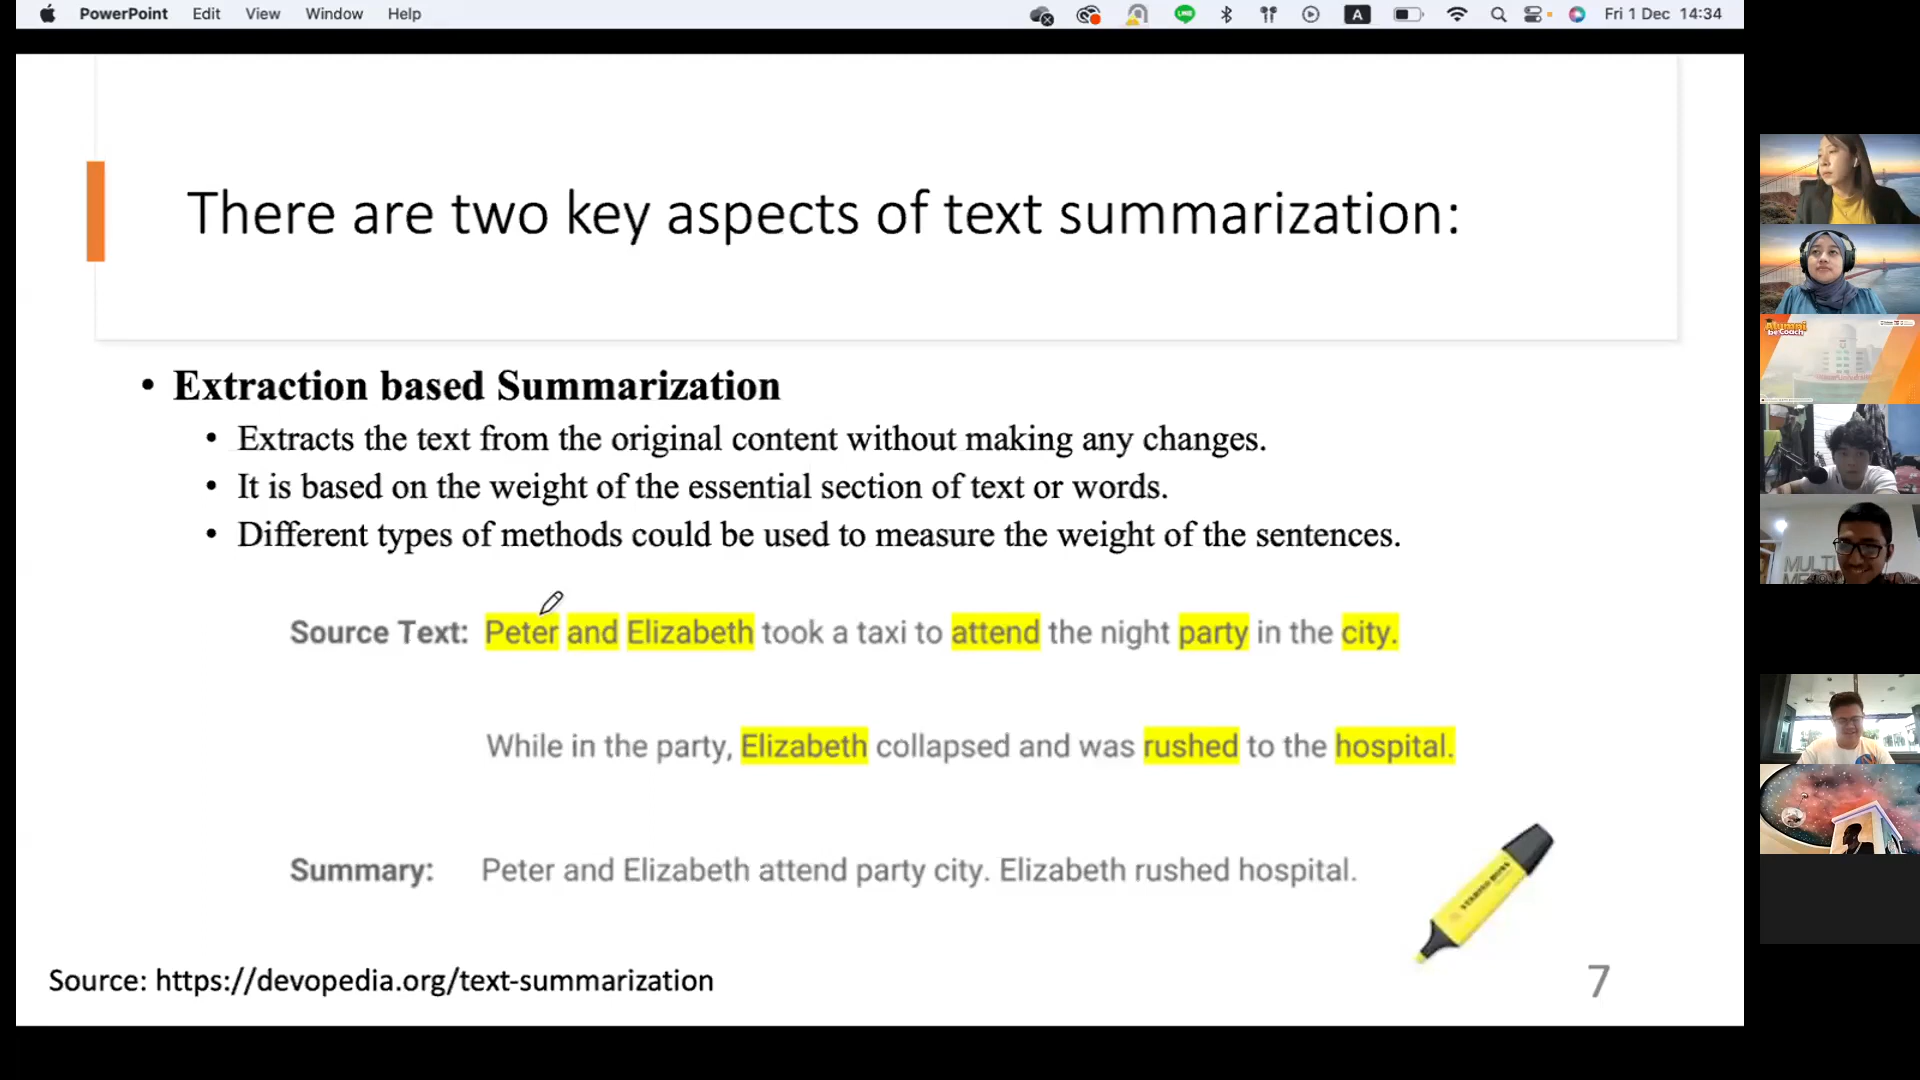 PowerPoint Edit View Window Help A Fri 1 Dec 14:34
There are two key aspects of text summarization:
• Extraction based Summarization
• Extracts the text from the original content without making any changes.
• It is based on the weight of the essential section of text or words.
• Different types of methods could be used to measure the weight of the sentences.
Source Text: Peter and Elizabeth took a taxi to attend the night party in the city.
While in the party, Elizabeth collapsed and was rushed to the hospital.
Summary: Peter and Elizabeth attend party city. Elizabeth rushed hospital.
Source: https://devopedia.org/text-summarization
7
Alumni
be Coach
MULTI